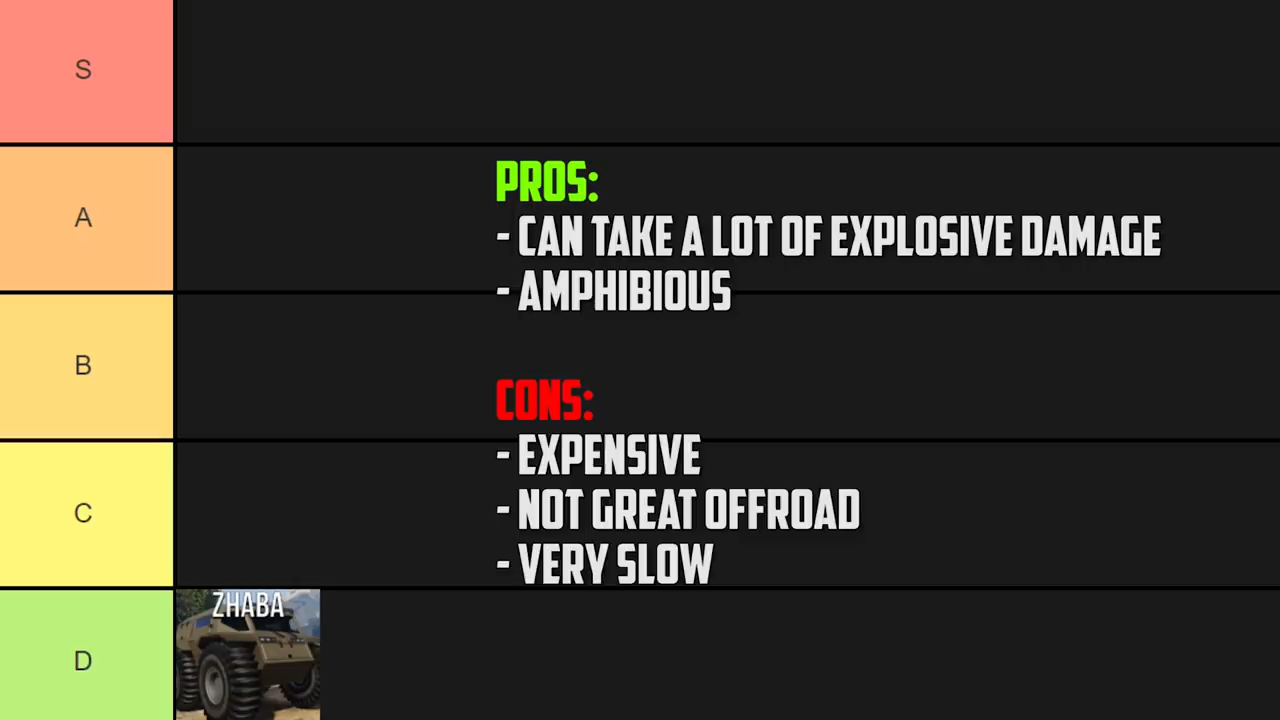 S
A
PROS:
- CAN TAKE A LOT OF EXPLOSIVE DAMAGE
- AMPHIBIOUS
B
CONS:
- EXPENSIVE
C
- NOT GREAT OFFROAD
- VERY SLOW
D
ZHABA